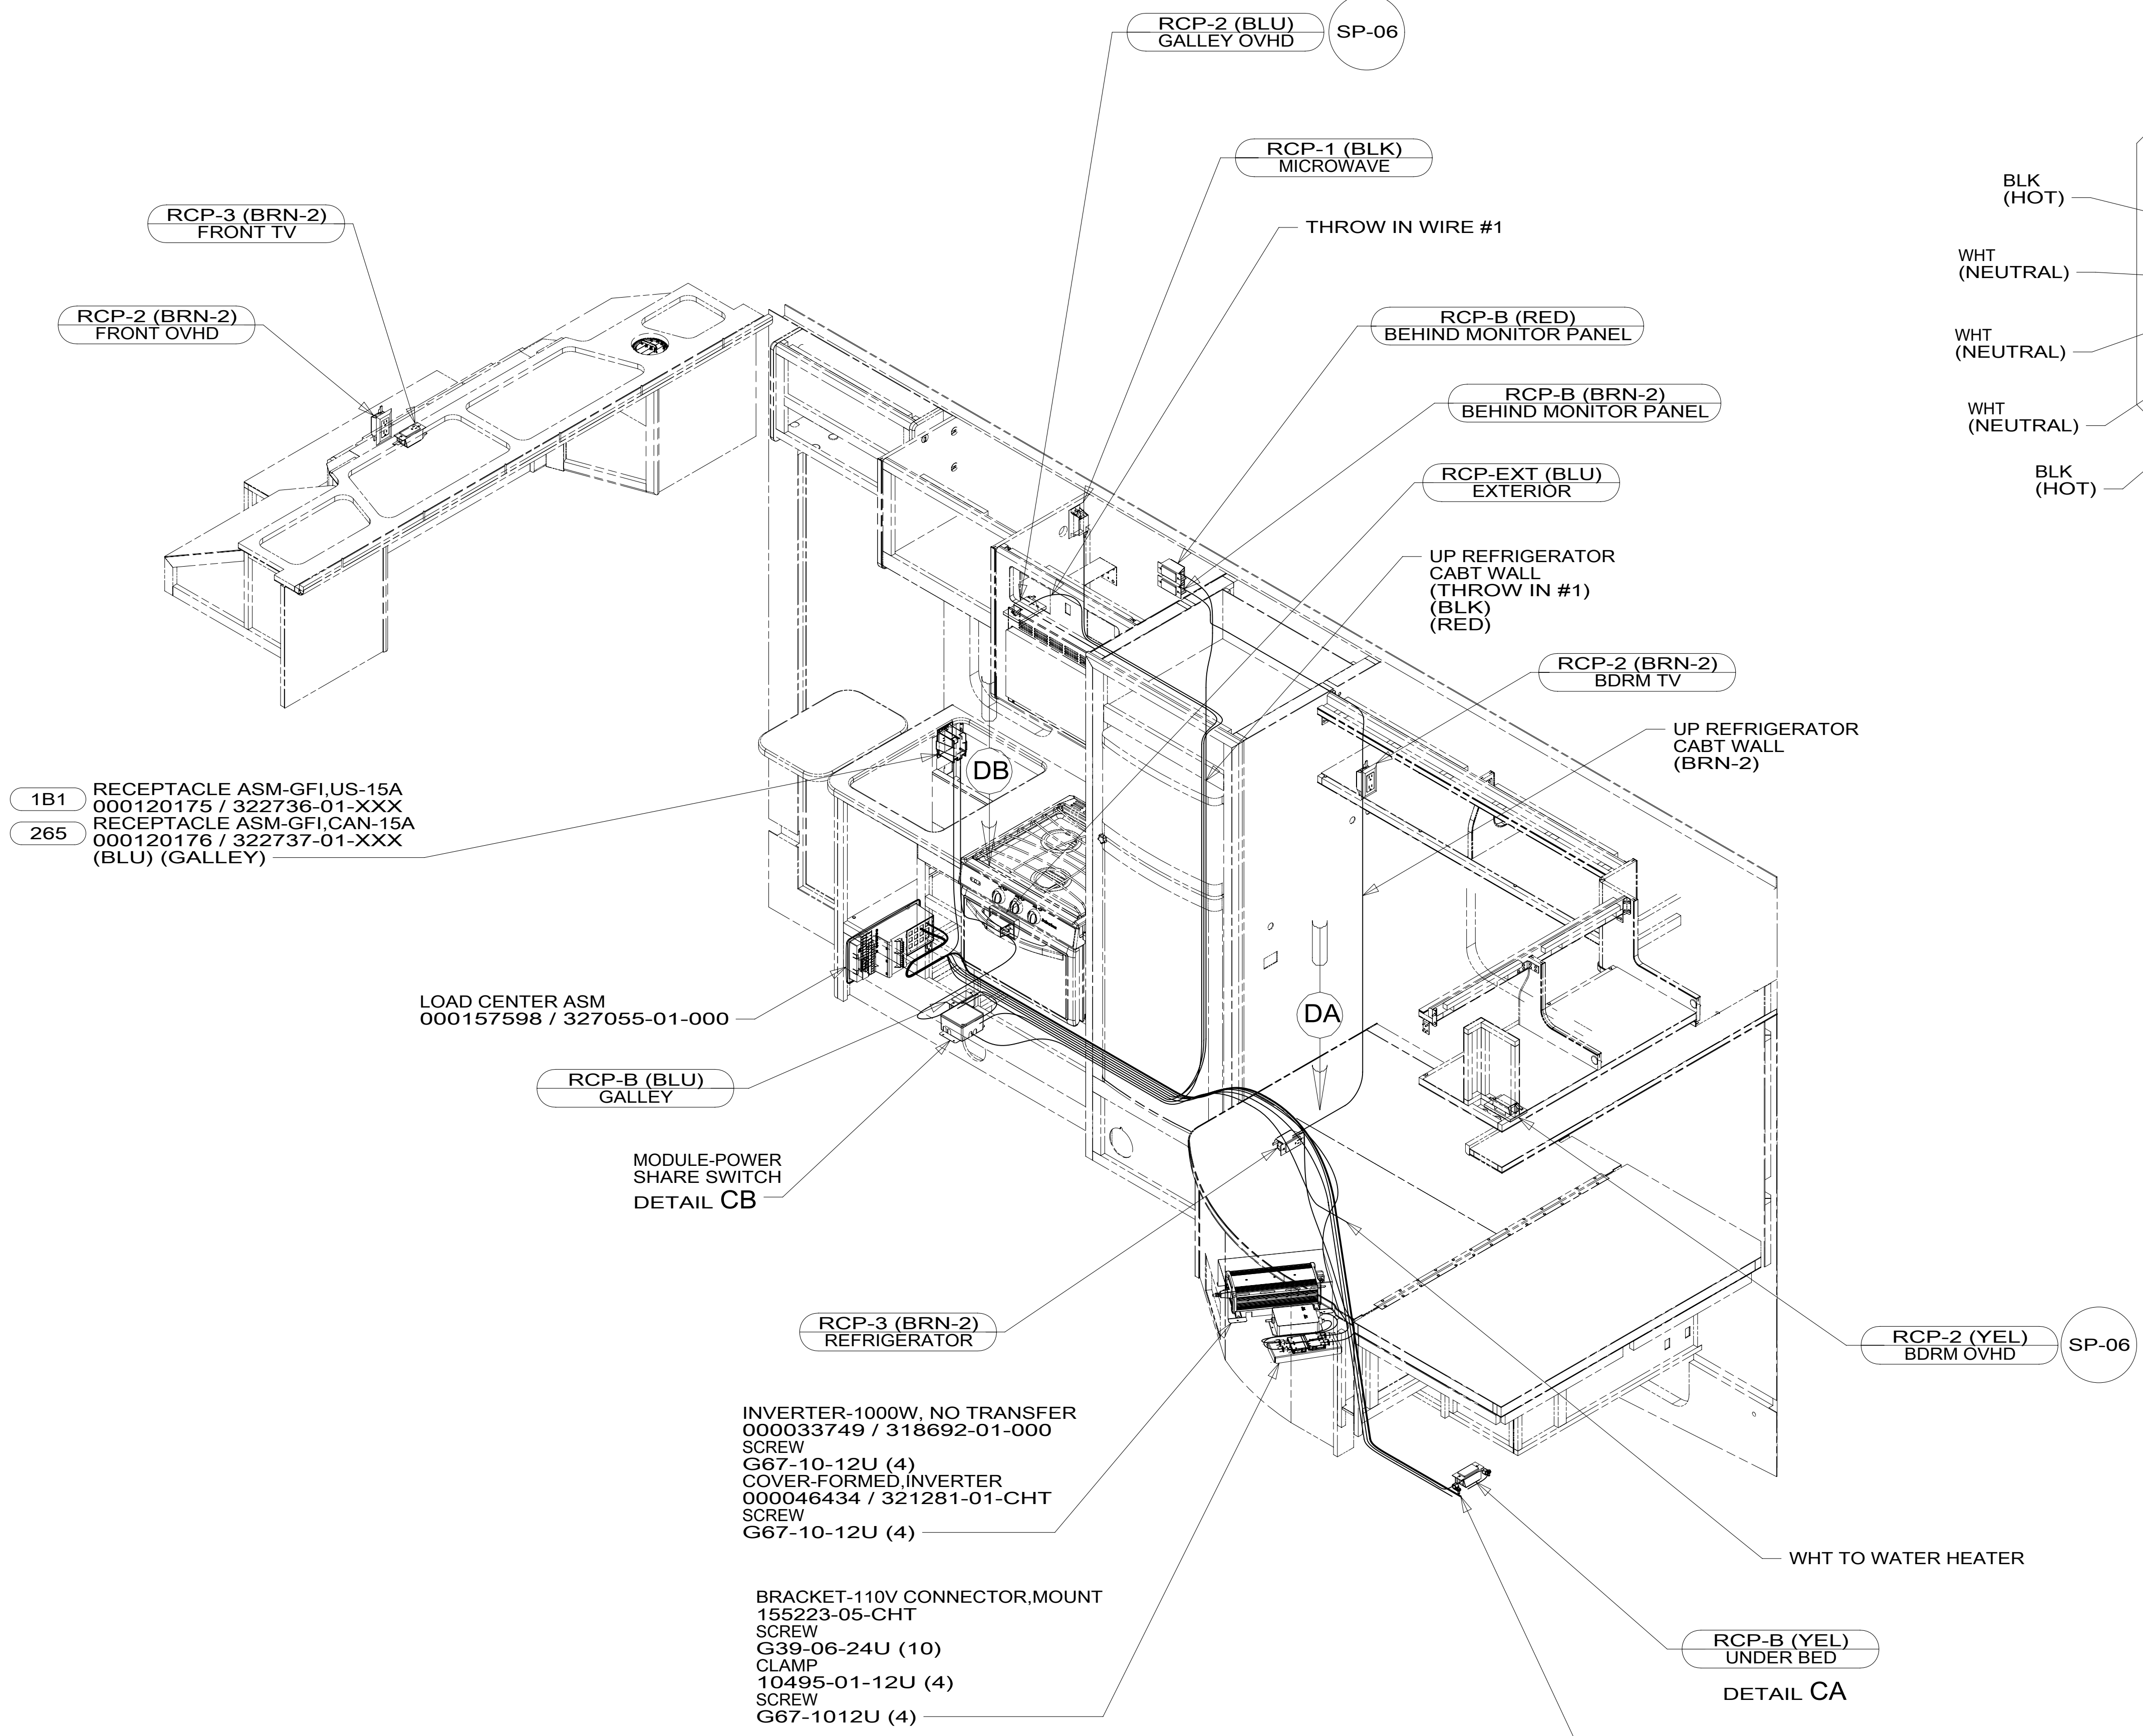 RCP-2 (BLU)
GALLEY OVHD
SP-06
RCP-1 (BLK)
MICROWAVE
THROW IN WIRE #1
RCP-3 (BRN-2)
FRONT TV
RCP-2 (BRN-2)
FRONT OVHD
RCP-B (RED)
BEHIND MONITOR PANEL
RCP-B (BRN-2)
BEHIND MONITOR PANEL
RCP-EXT (BLU)
EXTERIOR
BLK
(HOT)
WHT
(NEUTRAL)
WHT
(NEUTRAL)
WHT
(NEUTRAL)
BLK
(HOT)
UP REFRIGERATOR
CABT WALL
(THROW IN #1)
(BLK)
(RED)
RCP-2 (BRN-2)
BDRM TV
UP REFRIGERATOR
CABT WALL
(BRN-2)
DB
1B1
RECEPTACLE ASM-GFI,US-15A
000120175 / 322736-01-XXX
265
RECEPTACLE ASM-GFI,CAN-15A
000120176 / 322737-01-XXX
(BLU) (GALLEY)
LOAD CENTER ASM
000157598 / 327055-01-000
DA
RCP-B (BLU)
GALLEY
MODULE-POWER
SHARE SWITCH
DETAIL CB
RCP-3 (BRN-2)
REFRIGERATOR
RCP-2 (YEL)
BDRM OVHD
SP-06
INVERTER-1000W, NO TRANSFER
000033749 / 318692-01-000
SCREW
G67-10-12U (4)
COVER-FORMED,INVERTER
000046434 / 321281-01-CHT
SCREW
G67-10-12U (4)
WHT TO WATER HEATER
BRACKET-110V CONNECTOR,MOUNT
155223-05-CHT
SCREW
G39-06-24U (10)
CLAMP
10495-01-12U (4)
SCREW
G67-1012U (4)
RCP-B (YEL)
UNDER BED
DETAIL CA